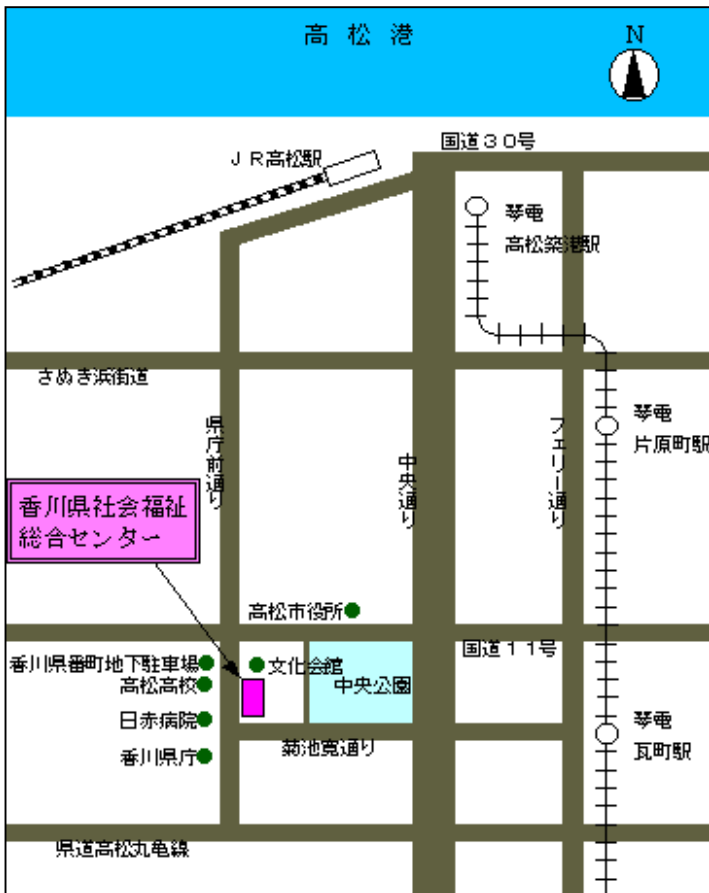 高松港
N
国道30号
JR高松駅
琴電
高松築港駅
さぬき浜街道
琴電
片原町駅
県庁前通り
中央通り
フェリー通り
香川県社会福祉
総合センター
高松市役所
国道11号
香川県番町地下駐車場
文化会館
高松高校
中央公園
日赤病院
琴電
瓦町駅
菊池寛通り
香川県庁
県道高松丸亀線